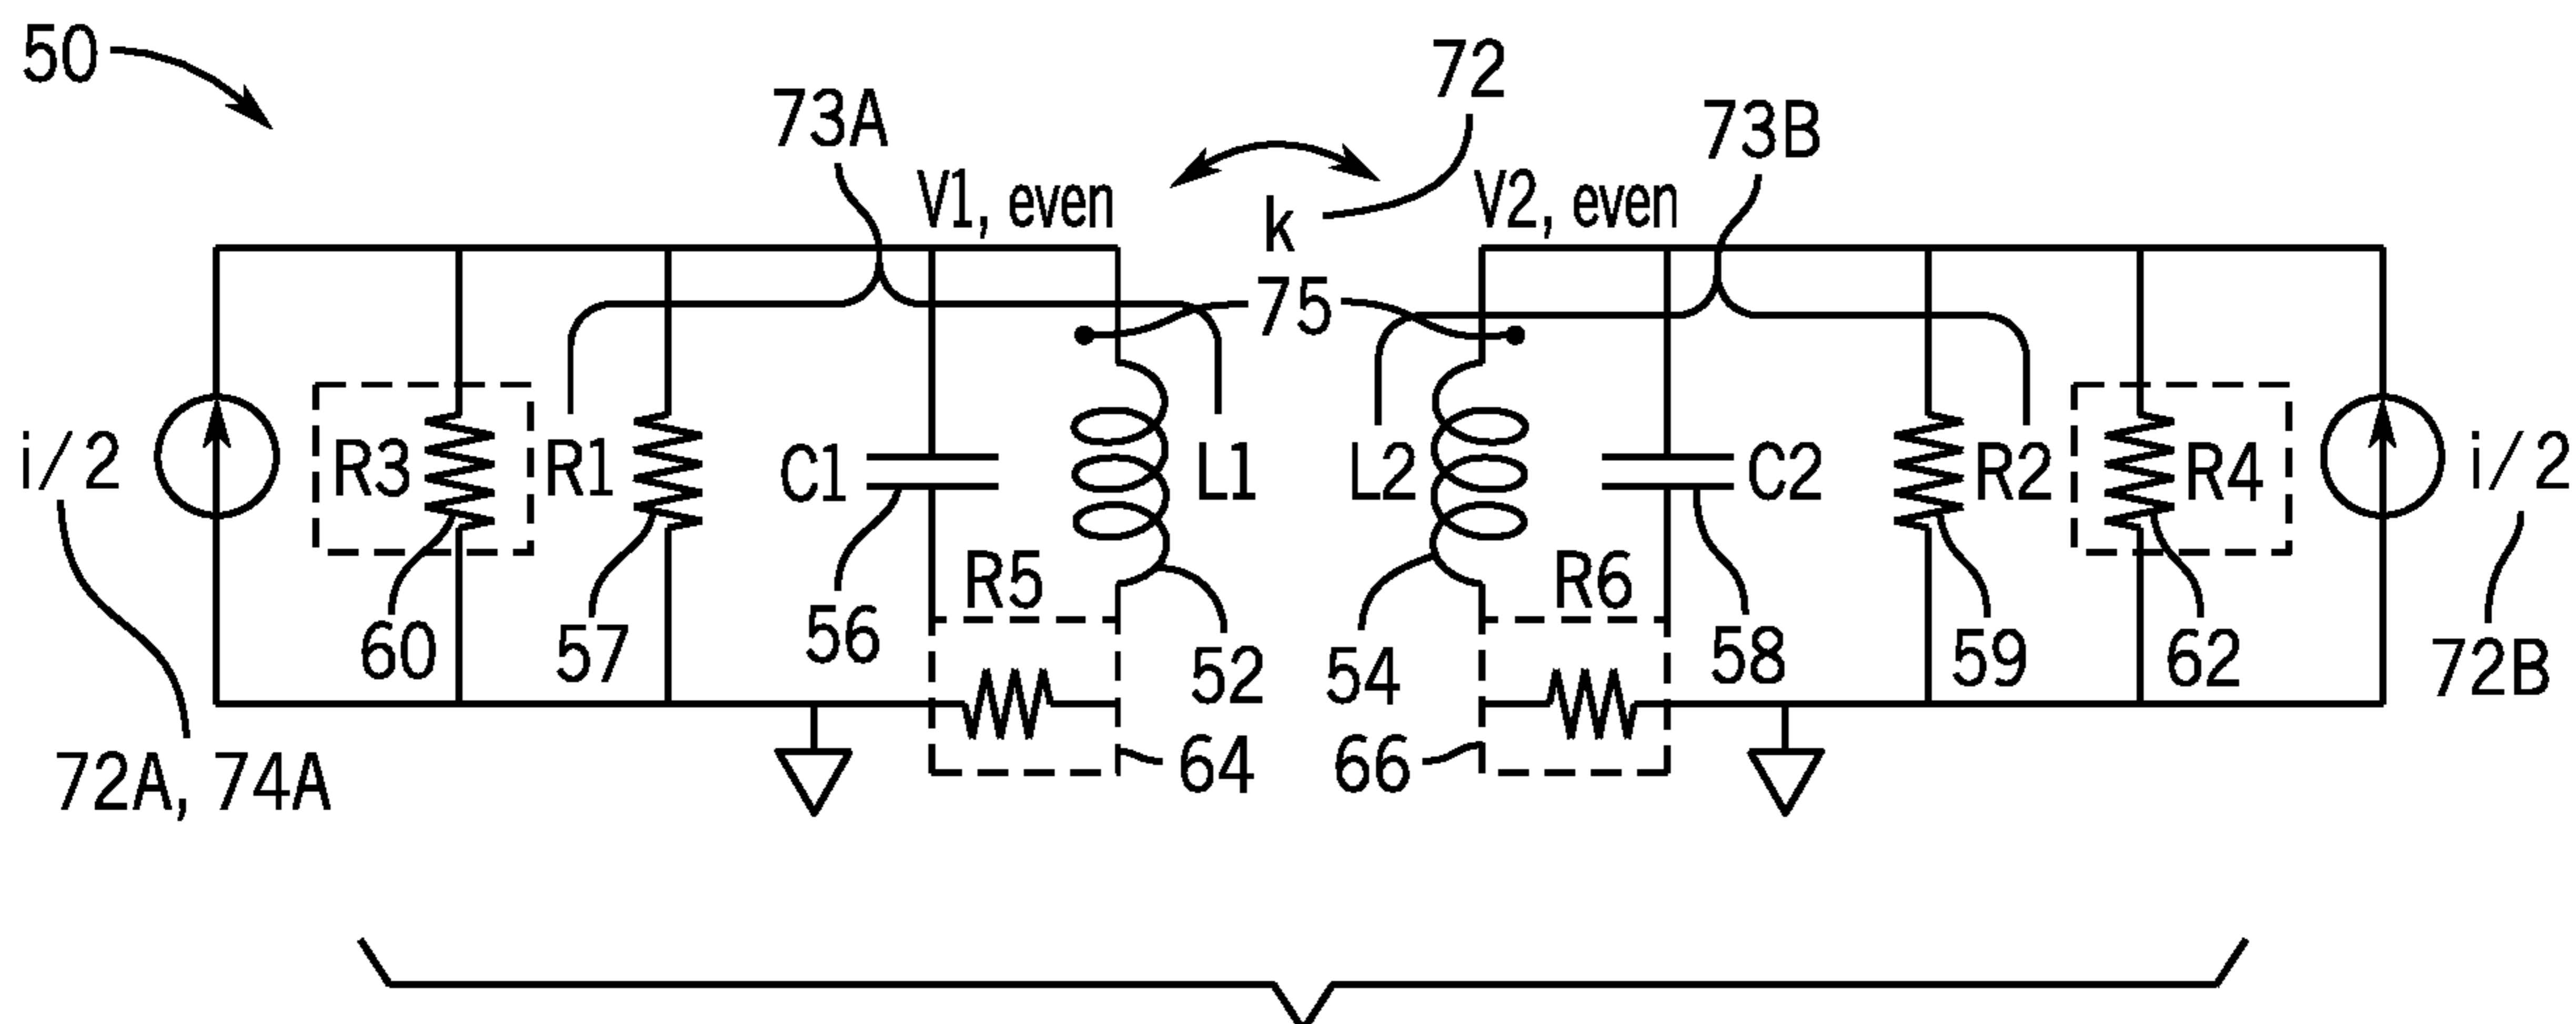 50
72
73A
73B
V1, even
k
V2, even
75
i/2
R3
R1
C1
L1
L2
C2
R2
R4
i/2
R5
R6
60
57
56
52
54
58
59
62
72B
64
66
72A, 74A